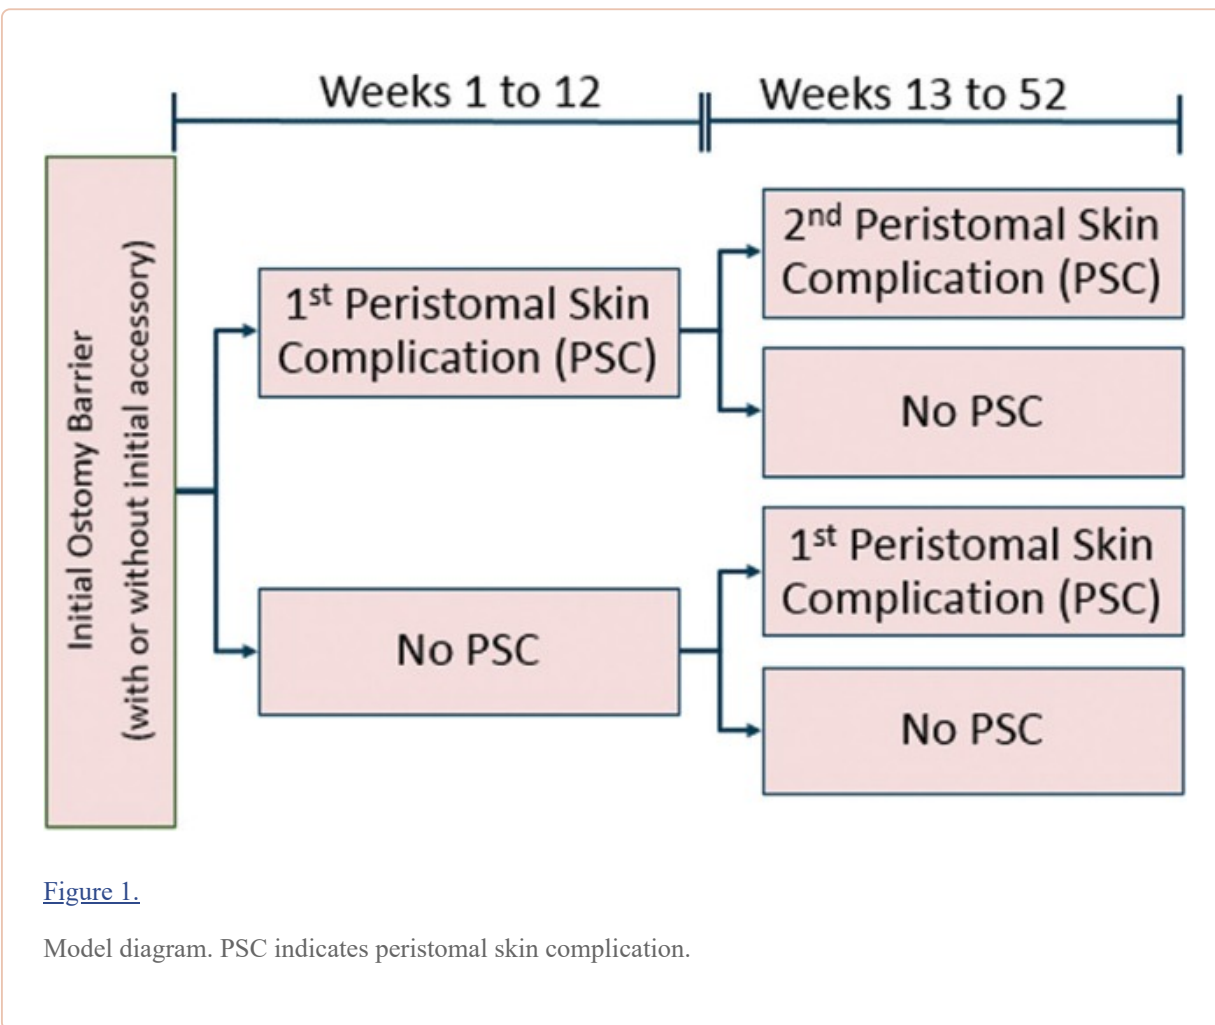 Weeks 1 to 12
Weeks 13 to 52
Initial Ostomy Barrier
(with or without initial accessory)
1st Peristomal Skin
Complication (PSC)
No PSC
2nd Peristomal Skin
Complication (PSC)
No PSC
1st Peristomal Skin
Complication (PSC)
No PSC
Figure 1.
Model diagram. PSC indicates peristomal skin complication.